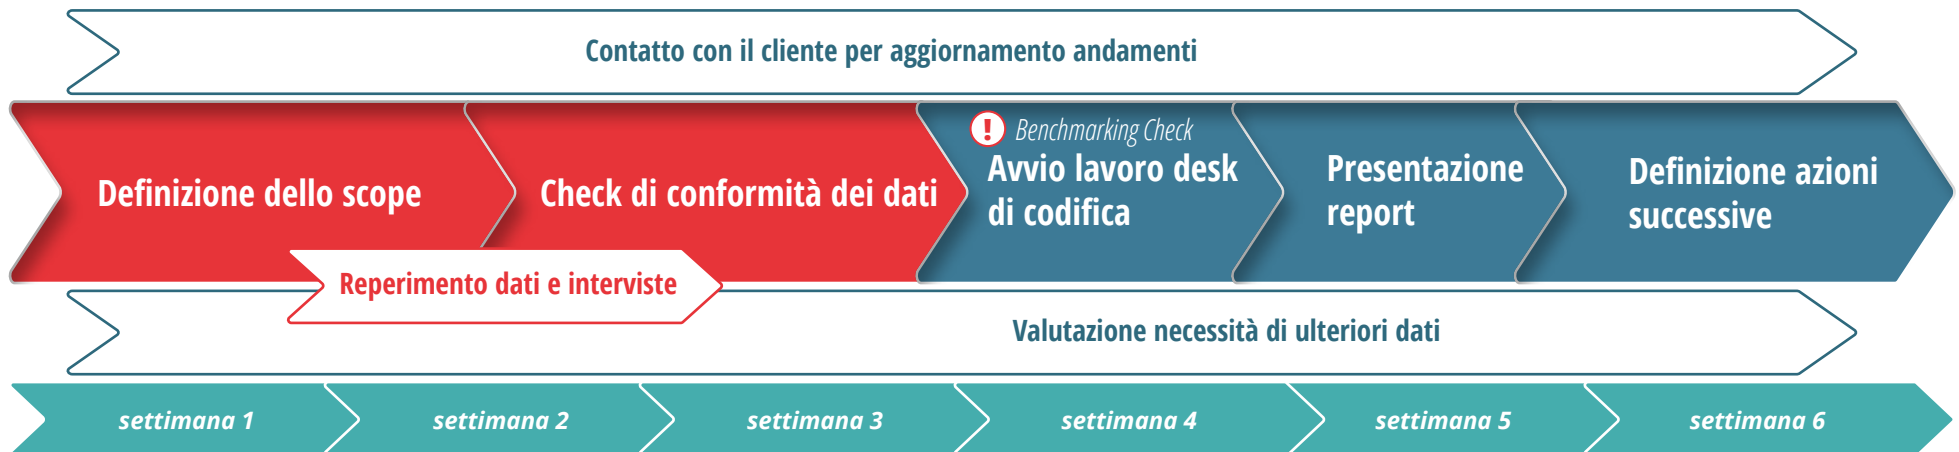 Contatto con il cliente per aggiornamento andamenti
Definizione dello scope
Check di conformità dei dati
! Benchmarking Check
Avvio lavoro desk
di codifica
Presentazione
report
Definizione azioni
successive
Reperimento dati e interviste
Valutazione necessità di ulteriori dati
settimana 1
settimana 2
settimana 3
settimana 4
settimana 5
settimana 6